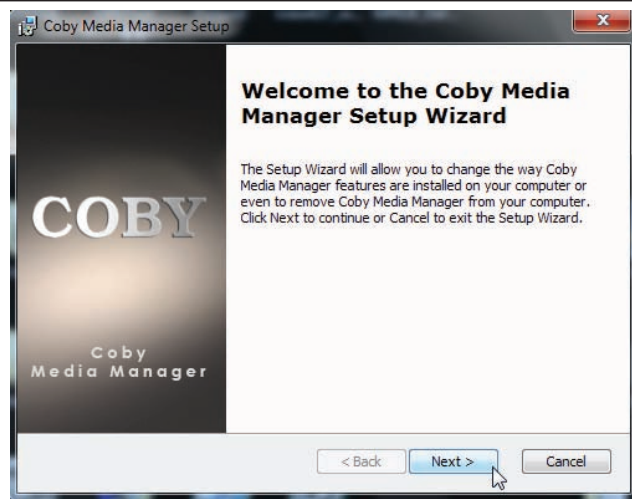 Coby Media Manager Setup
Welcome to the Coby Media
Manager Setup Wizard
The Setup Wizard will allow you to change the way Coby
Media Manager features are installed on your computer or
even to remove Coby Media Manager from your computer.
Click Next to continue or Cancel to exit the Setup Wizard.
COBY
Coby
Media Manager
< Back
Next >
Cancel